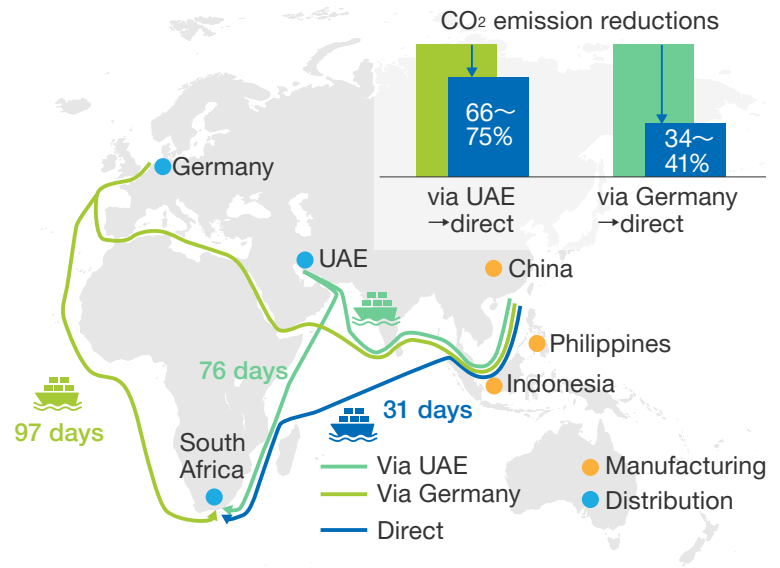 CO₂ emission reductions
66～
75%
34～
41%
via UAE
→direct
via Germany
→direct
Germany
UAE
China
Philippines
Indonesia
76 days
31 days
97 days
South
Africa
Via UAE
Via Germany
Direct
Manufacturing
Distribution